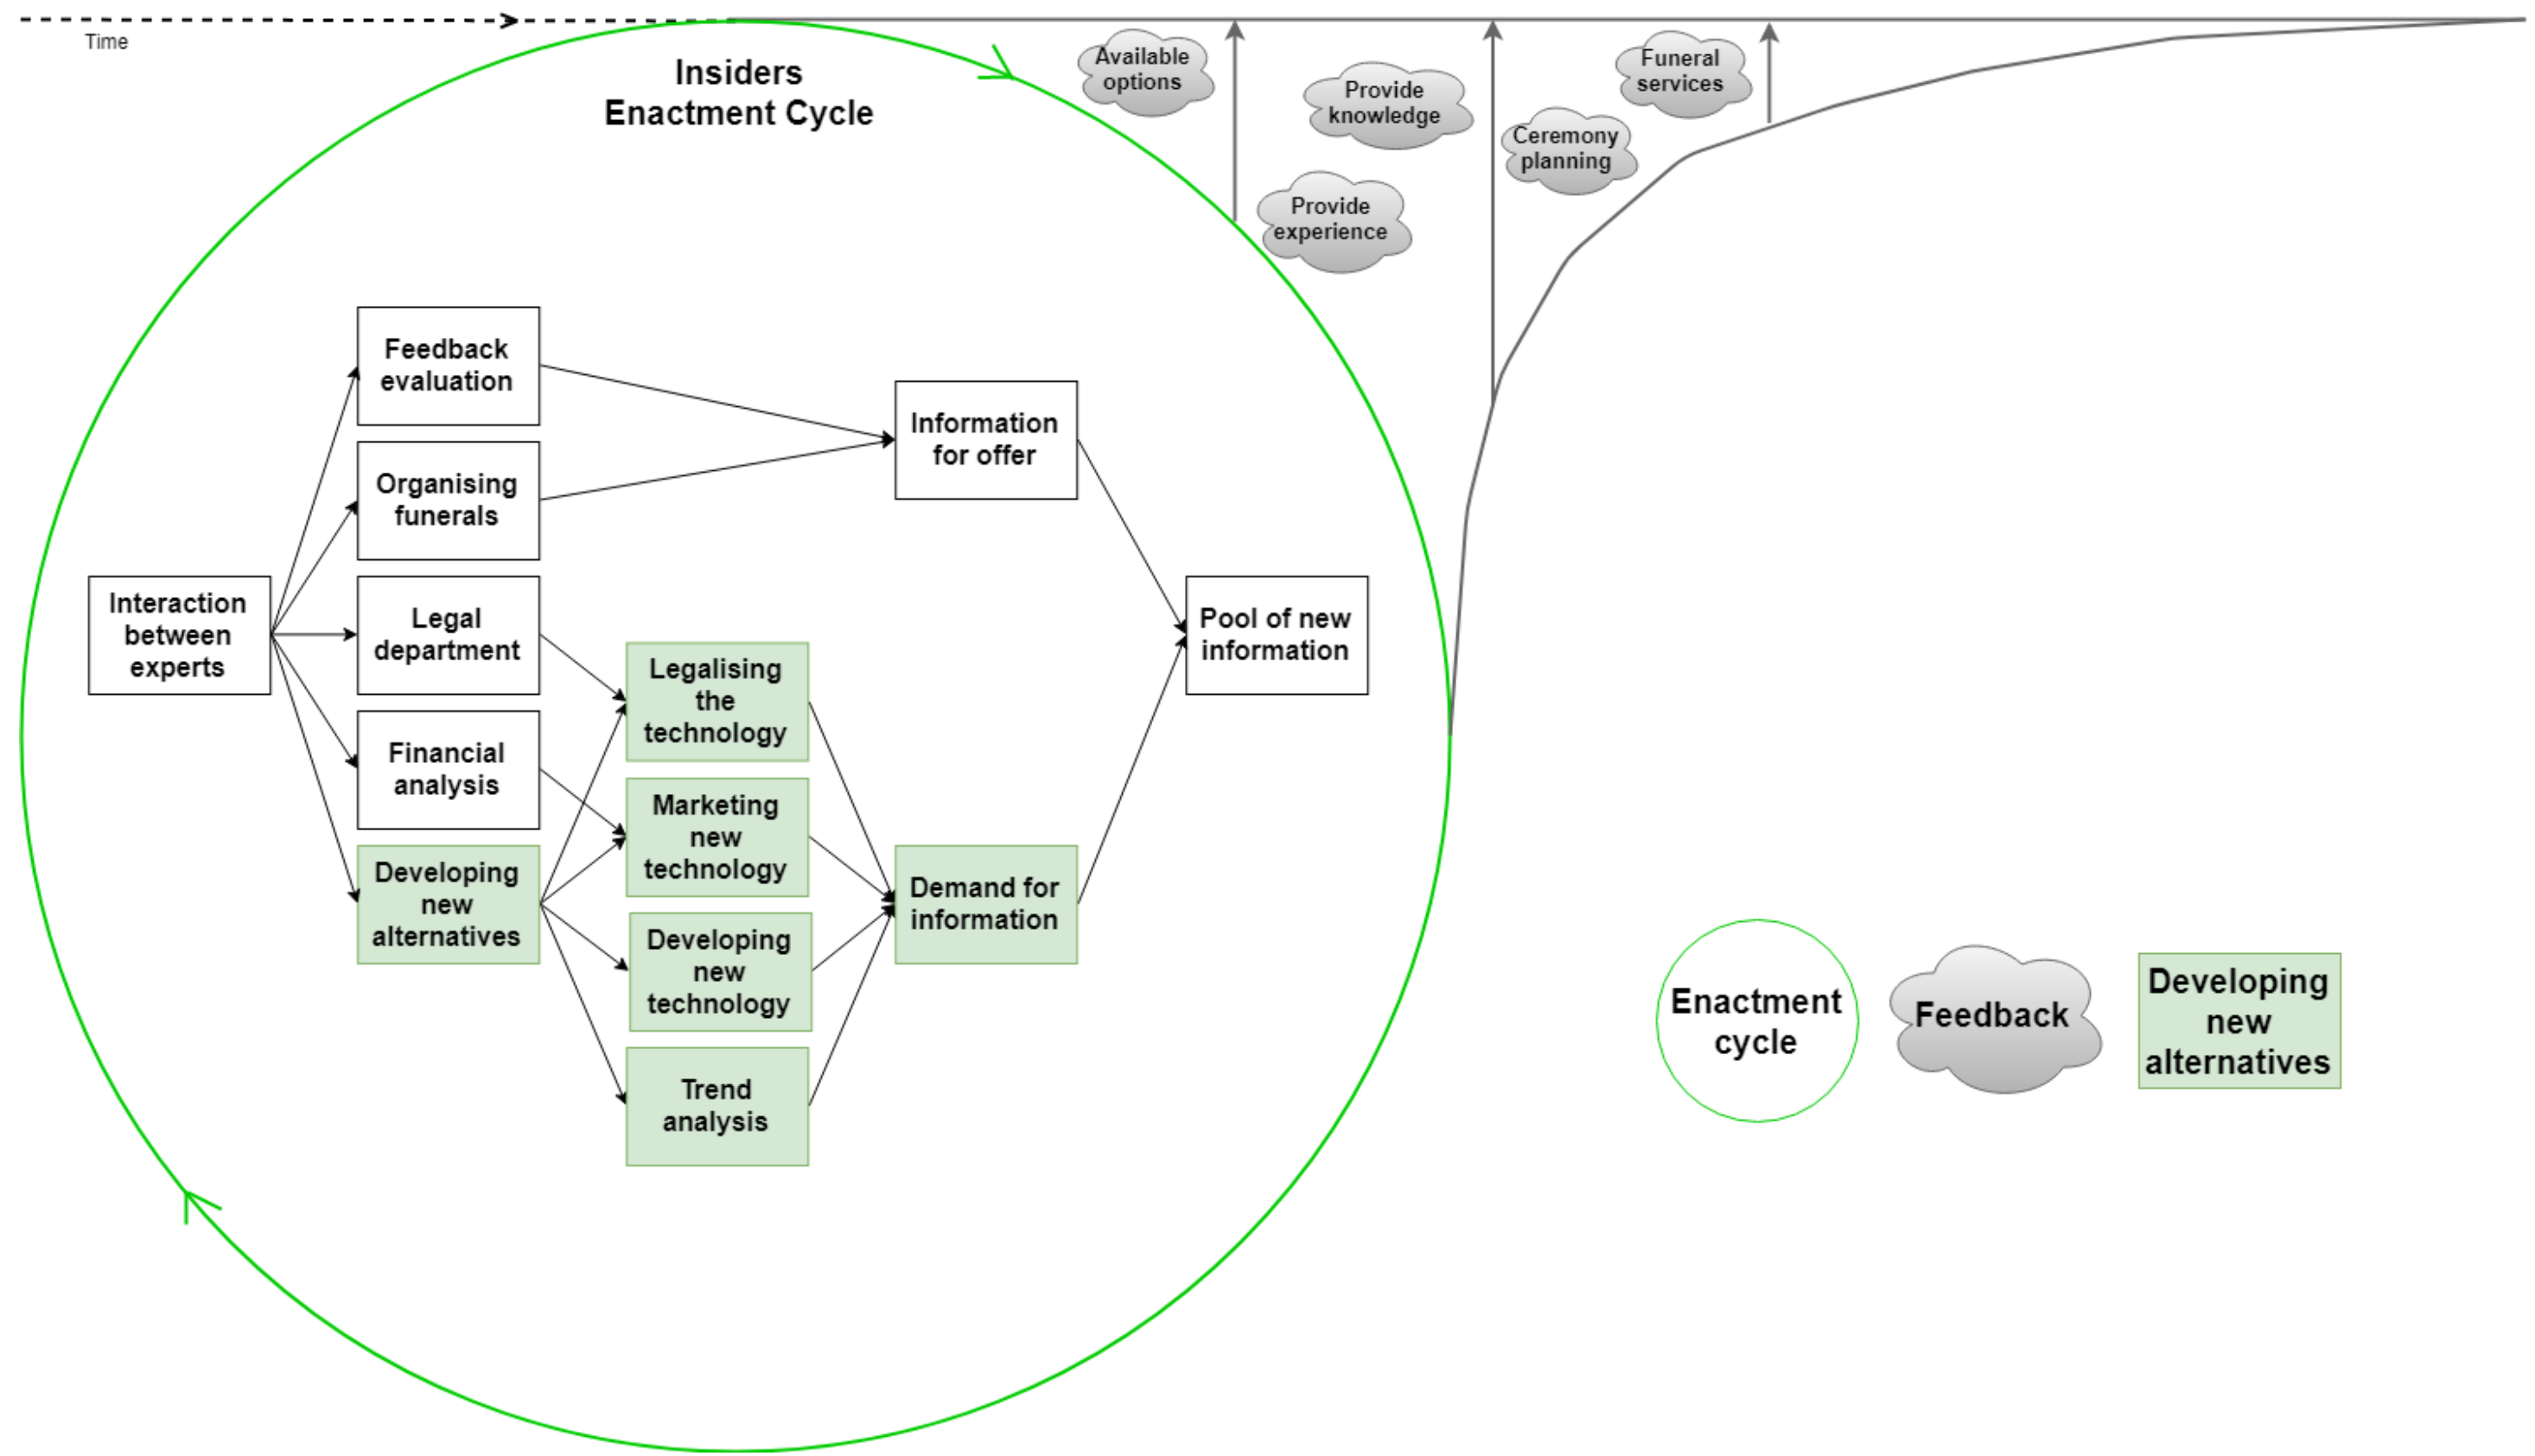 Time
Insiders
Enactment Cycle
Available
options
Provide
knowledge
Funeral
services
Ceremony
planning
Provide
experience
Feedback
evaluation
Organising
funerals
Information
for offer
Interaction
between
experts
Legal
department
Pool of new
information
Legalising
the
technology
Financial
analysis
Marketing
new
technology
Developing
new
alternatives
Demand for
information
Developing
new
technology
Trend
analysis
Enactment
cycle
Feedback
Developing
new
alternatives